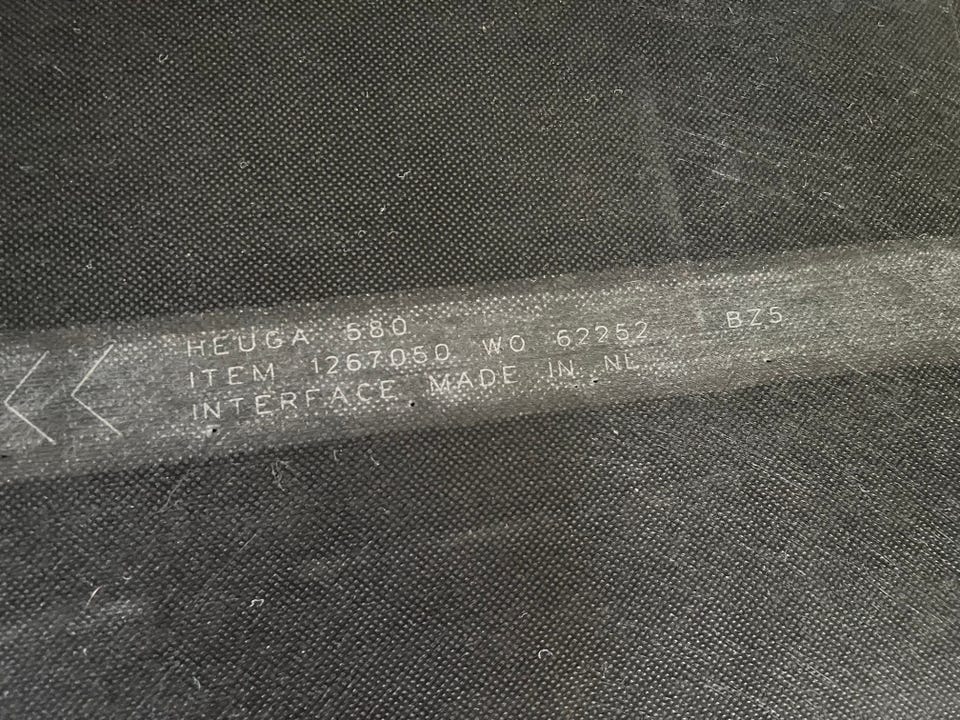 HEUGA 580
ITEM 1267050 WO 62252 BZ5
INTERFACE MADE IN NL